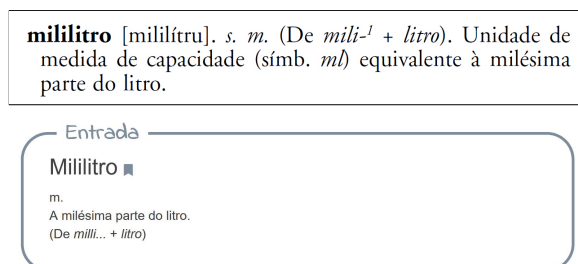 mililitro [mililítru]. s. m. (De mili-¹ + litro). Unidade de
medida de capacidade (símb. ml) equivalente à milésima
parte do litro.
Entrada
Mililitro
m.
A milésima parte do litro.
(De milli... + litro)